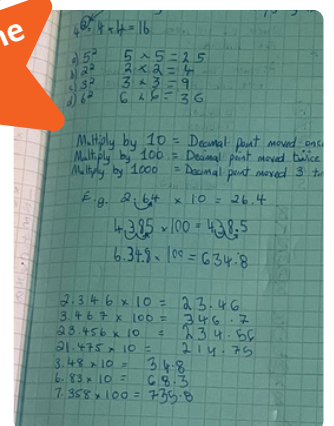 ne
4². 4 × 4 = 16
a) 5² 5 × 5 = 25
b) 2² 2 × 2 = 4
c) 3² 3 × 3 = 9
d) 6² 6 × 6 = 36
Multiply by 10 = Decimal point moved once
Multiply by 100 = Decimal point moved twice
Multiply by 1000 = Decimal point moved 3 ti
E.g. 2.64 × 10 = 26.4
4.385 × 100 = 438.5
6.348 × 100 = 634.8
2.346 × 10 = 23.46
3.467 × 100 = 346.7
23.456 × 10 = 234.56
21.475 × 10 = 214.75
3.48 × 10 = 34.8
6.83 × 10 = 68.3
7.358 × 100 = 735.8